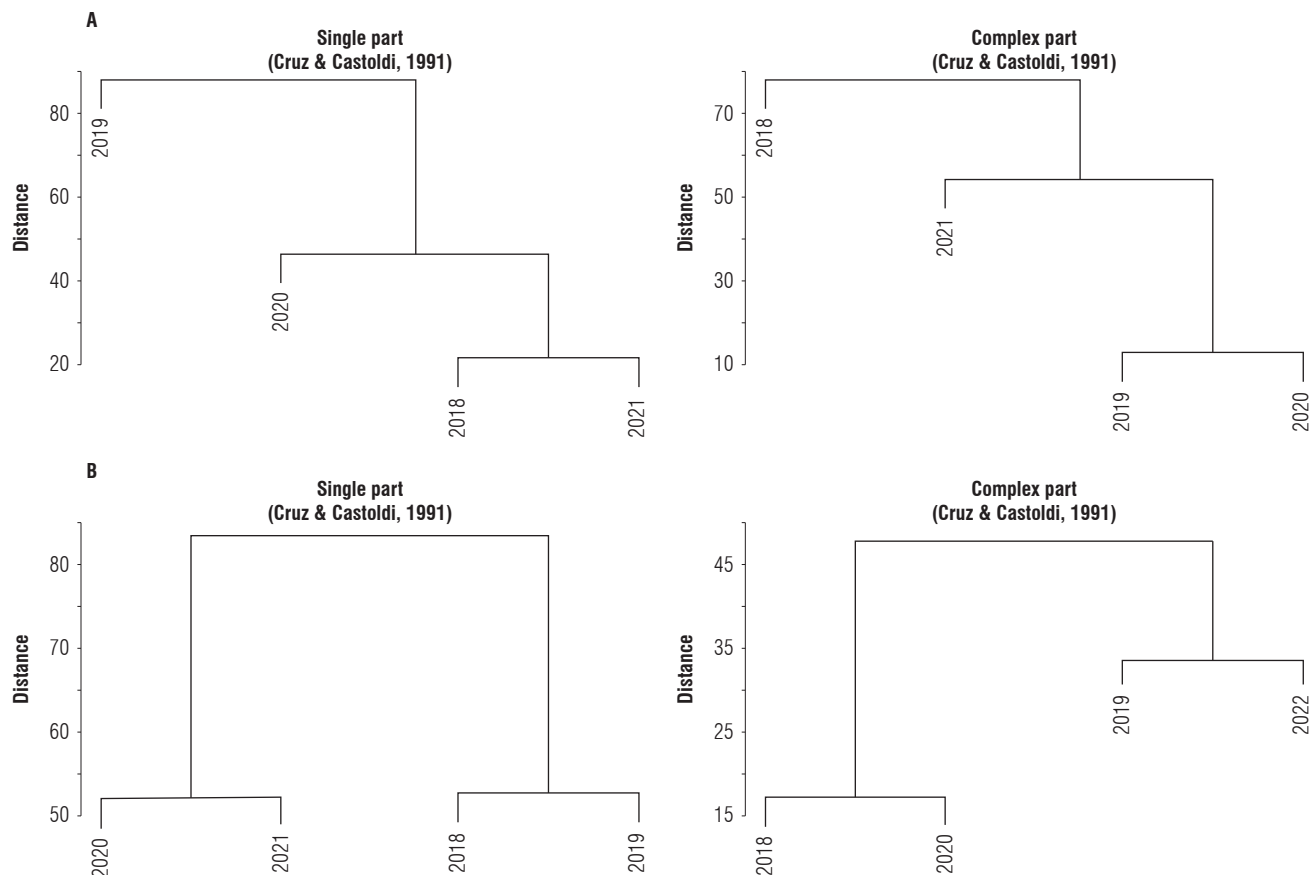 A
Single part
(Cruz & Castoldi, 1991)
Distance
80
60
40
20
2019
2020
2018
2021
Complex part
(Cruz & Castoldi, 1991)
Distance
70
50
30
10
2018
2021
2019
2020
B
Single part
(Cruz & Castoldi, 1991)
Distance
80
70
60
50
2020
2021
2018
2019
Complex part
(Cruz & Castoldi, 1991)
Distance
45
35
25
15
2018
2020
2019
2022